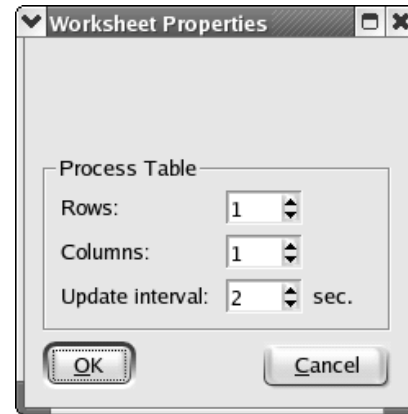 Worksheet Properties
Process Table
Rows: 1
Columns: 1
Update interval: 2 sec.
OK Cancel